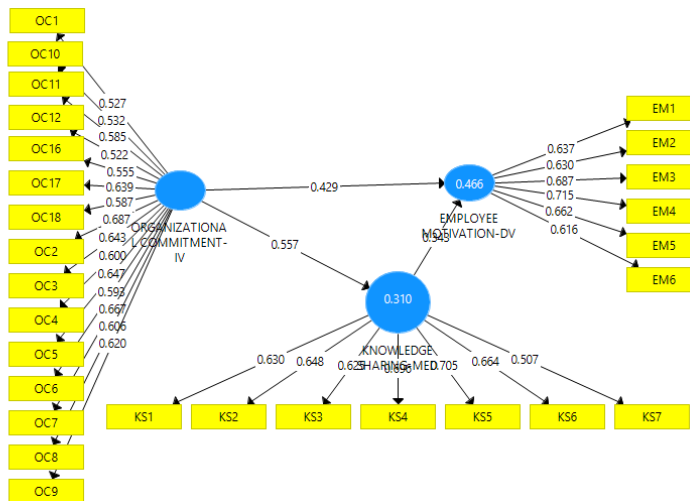 OC1
OC10
OC11
OC12
OC16
OC17
OC18
OC2
OC3
OC4
OC5
OC6
OC7
OC8
OC9
0.527
0.532
0.585
0.522
0.555
0.639
0.587
0.687
0.643
0.600
0.647
0.593
0.667
0.606
0.620
ORGANIZATIONA
L COMMITMENT-
IV
0.429
0.557
0.466
EMPLOYEE
MOTIVATION-DV
0.343
EM1
EM2
EM3
EM4
EM5
EM6
0.637
0.630
0.687
0.715
0.662
0.616
0.310
KNOWLEDGE
SHARING-MED
0.630
0.648
0.705
0.664
0.507
KS1
KS2
KS3
KS4
KS5
KS6
KS7